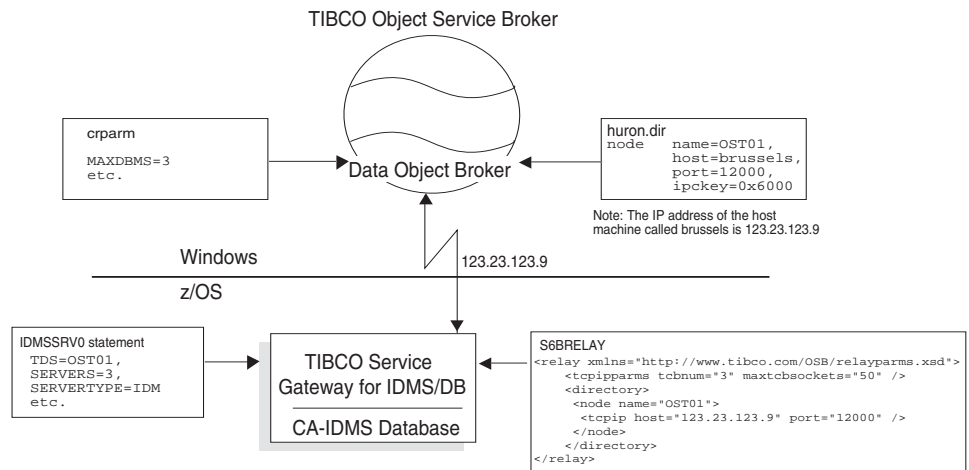 TIBCO Object Service Broker
crparm
MAXDBMS=3
etc.
Data Object Broker
huron.dir
node name=OST01,
host=brussels,
port=12000,
ipckey=0x6000
Note: The IP address of the host
machine called brussels is 123.23.123.9
Windows
123.23.123.9
z/OS
IDMSSRV0 statement
TDS=OST01,
SERVERS=3,
SERVERTYPE=IDM
etc.
TIBCO Service
Gateway for IDMS/DB
CA-IDMS Database
S6BRELAY
<relay xmlns="http://www.tibco.com/OSB/relayparms.xsd">
<tcpipparms tcbnum="3" maxtcbsockets="50" />
<directory>
<node name="OST01">
<tcpip host="123.23.123.9" port="12000" />
</node>
</directory>
</relay>